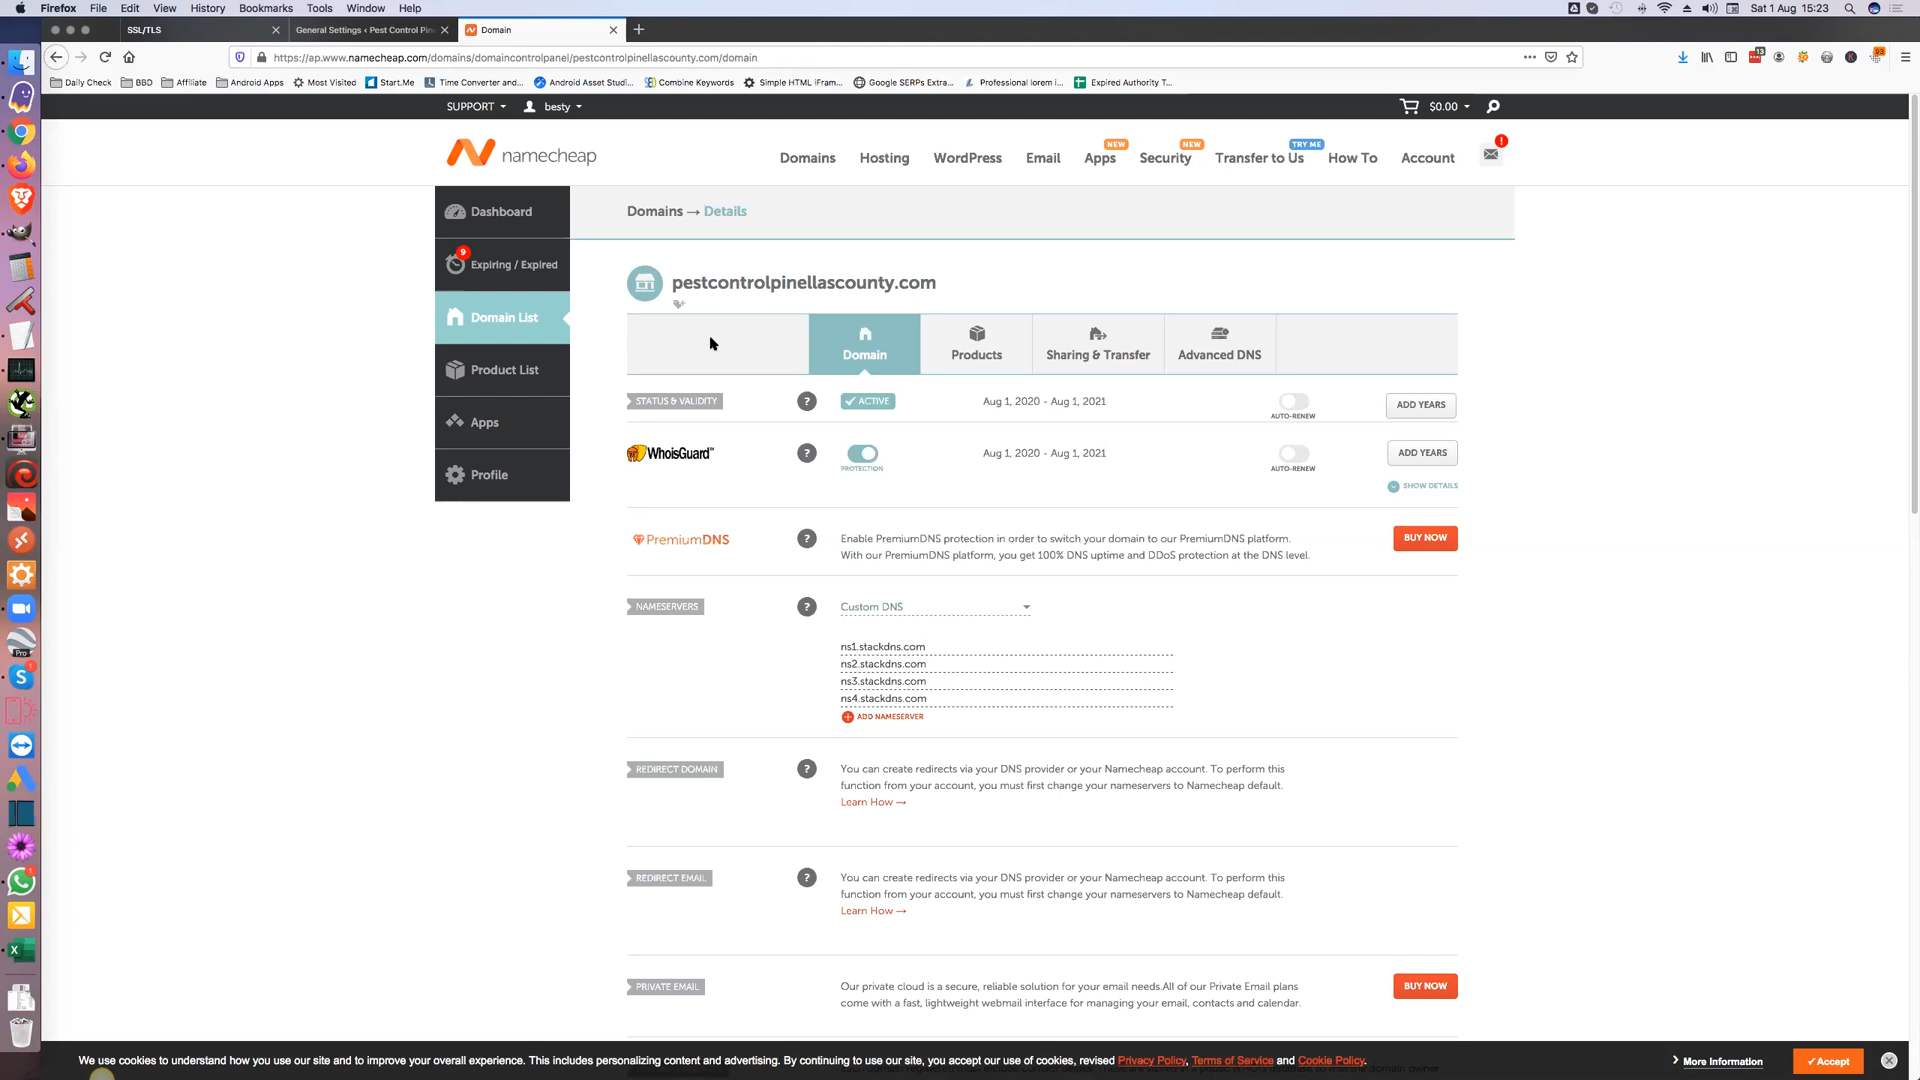 Firefox File Edit View History Bookmarks Tools Window Help Sat 1 Aug 15:23
SSL/TLS General Settings ‹ Pest Control Pin Domain
https://ap.www.namecheap.com/domains/domaincontrolpanel/pestcontrolpinellascounty.com/domain
Daily Check BBD Affiliate Android Apps Most Visited Start.Me Time Converter and... Android Asset Studi... Combine Keywords Simple HTML iFram... Google SERPs Extra... Professional lorem i... Expired Authority T...
SUPPORT besty $0.00
NEW NEW TRY ME
namecheap Domains Hosting WordPress Email Apps Security Transfer to Us How To Account
Dashboard
Domains → Details
9
Expiring / Expired
pestcontrolpinellascounty.com
Domain List
Domain Products Sharing & Transfer Advanced DNS
Product List
STATUS & VALIDITY ? ACTIVE Aug 1, 2020 - Aug 1, 2021 AUTO-RENEW ADD YEARS
Apps
WhoisGuard ? PROTECTION Aug 1, 2020 - Aug 1, 2021 AUTO-RENEW ADD YEARS
Profile
SHOW DETAILS
PremiumDNS ? Enable PremiumDNS protection in order to switch your domain to our PremiumDNS platform. BUY NOW
With our PremiumDNS platform, you get 100% DNS uptime and DDoS protection at the DNS level.
NAMESERVERS ? Custom DNS
ns1.stackdns.com
ns2.stackdns.com
ns3.stackdns.com
ns4.stackdns.com
ADD NAMESERVER
REDIRECT DOMAIN ? You can create redirects via your DNS provider or your Namecheap account. To perform this
function from your account, you must first change your nameservers to Namecheap default.
Learn How →
REDIRECT EMAIL ? You can create redirects via your DNS provider or your Namecheap account. To perform this
function from your account, you must first change your nameservers to Namecheap default.
Learn How →
PRIVATE EMAIL Our private cloud is a secure, reliable solution for your email needs.All of our Private Email plans BUY NOW
come with a fast, lightweight webmail interface for managing your email, contacts and calendar.
We use cookies to understand how you use our site and to improve your overall experience. This includes personalizing content and advertising. By continuing to use our site, you accept our use of cookies, revised Privacy Policy, Terms of Service and Cookie Policy. More Information Accept